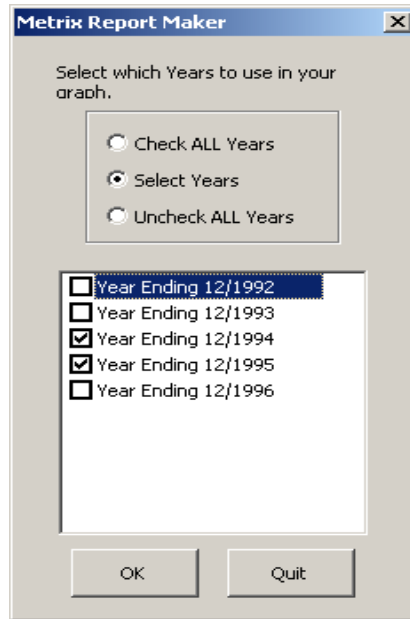 Metrix Report Maker
Select which Years to use in your
graph.
Check ALL Years
Select Years
Uncheck ALL Years
Year Ending 12/1992
Year Ending 12/1993
Year Ending 12/1994
Year Ending 12/1995
Year Ending 12/1996
OK Quit